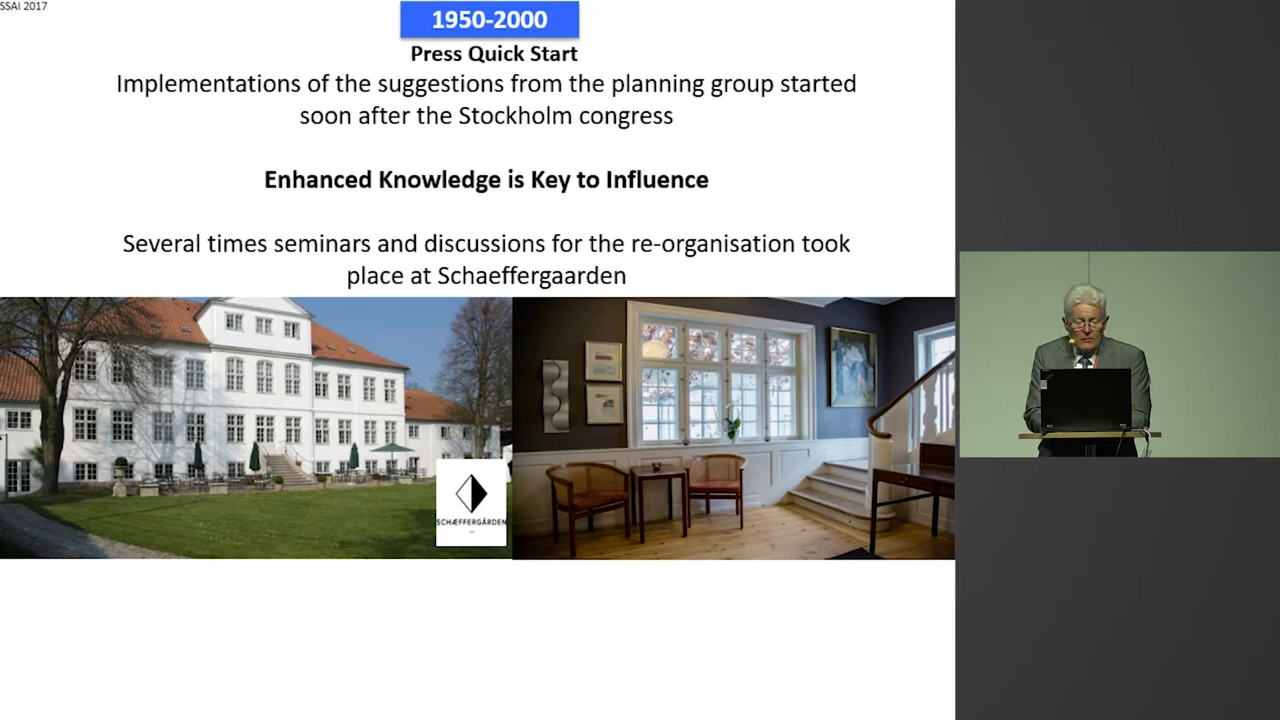 SSAI 2017
1950-2000
Press Quick Start
Implementations of the suggestions from the planning group started
soon after the Stockholm congress
Enhanced Knowledge is Key to Influence
Several times seminars and discussions for the re-organisation took
place at Schaeffergaarden
SCHÆFFERGÅRDEN